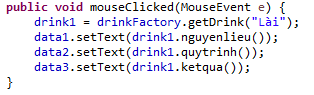 public void mouseClicked(MouseEvent e) {
drink1 = drinkFactory.getDrink("Lài");
data1.setText(drink1.nguyenlieu());
data2.setText(drink1.quytrinh());
data3.setText(drink1.ketqua());
}